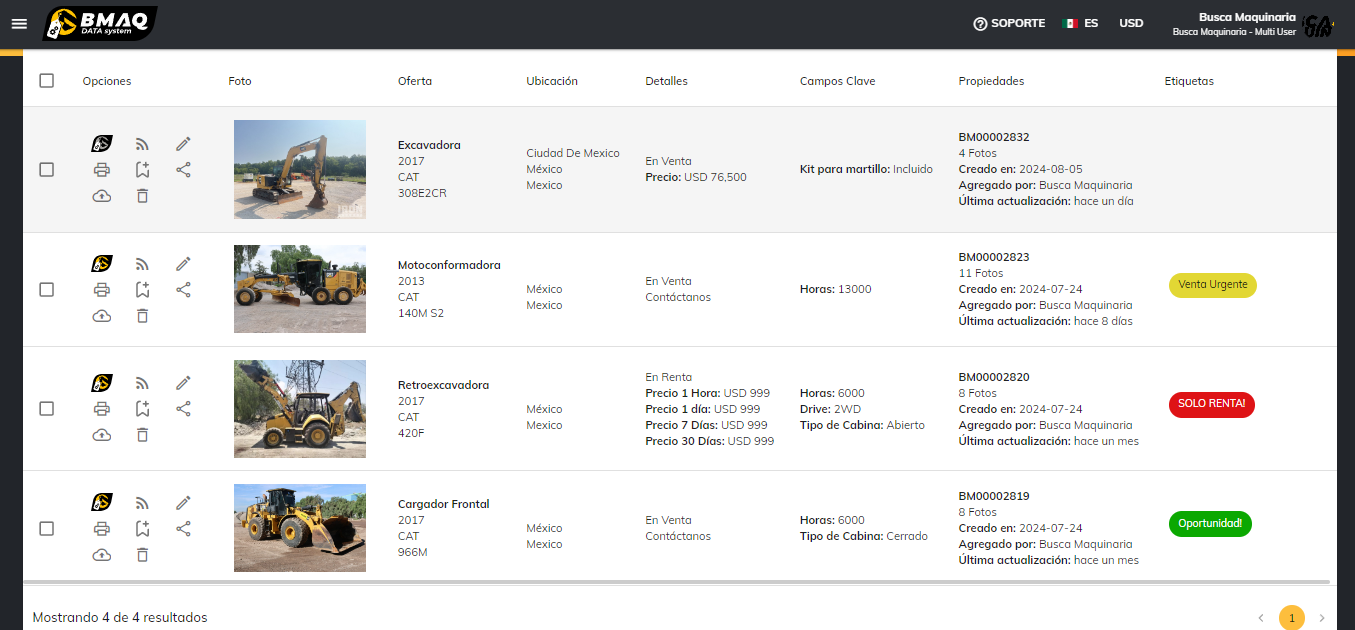 BMAQ
DATA system
SOPORTE
ES
USD
Busca Maquinaria
Busca Maquinaria - Multi User
Opciones
Foto
Oferta
Ubicación
Detalles
Campos Clave
Propiedades
Etiquetas
Excavadora
2017
CAT
308E2CR
Ciudad De Mexico
México
Mexico
En Venta
Precio: USD 76,500
Kit para martillo: Incluido
BM00002832
4 Fotos
Creado en: 2024-08-05
Agregado por: Busca Maquinaria
Última actualización: hace un día
Motoconformadora
2013
CAT
140M S2
México
Mexico
En Venta
Contáctanos
Horas: 13000
BM00002823
11 Fotos
Creado en: 2024-07-24
Agregado por: Busca Maquinaria
Última actualización: hace 8 días
Venta Urgente
Retroexcavadora
2017
CAT
420F
México
Mexico
En Renta
Precio 1 Hora: USD 999
Precio 1 día: USD 999
Precio 7 Días: USD 999
Precio 30 Días: USD 999
Horas: 6000
Drive: 2WD
Tipo de Cabina: Abierto
BM00002820
8 Fotos
Creado en: 2024-07-24
Agregado por: Busca Maquinaria
Última actualización: hace un mes
SOLO RENTA!
Cargador Frontal
2017
CAT
966M
México
Mexico
En Venta
Contáctanos
Horas: 6000
Tipo de Cabina: Cerrado
BM00002819
8 Fotos
Creado en: 2024-07-24
Agregado por: Busca Maquinaria
Última actualización: hace un mes
Oportunidad!
Mostrando 4 de 4 resultados
1